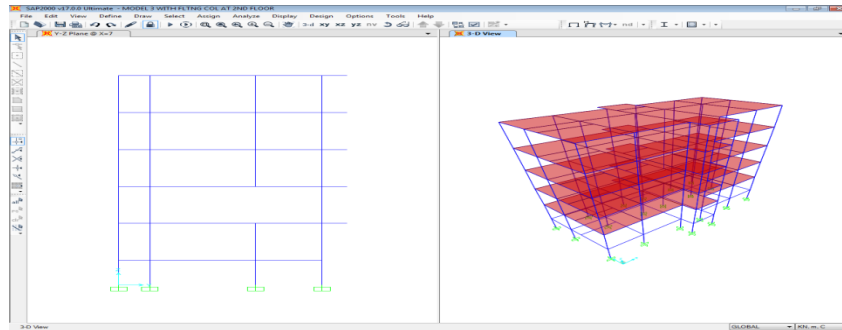 SAP2000 v17.0.0 Ultimate - MODEL 3 WITH FLTNG COL AT 2ND FLOOR
File Edit View Define Draw Select Assign Analyze Display Design Options Tools Help
3-d xy xz yz nv nd
Y-Z Plane @ X=7 3-D View
3-D View GLOBAL KN, m, C